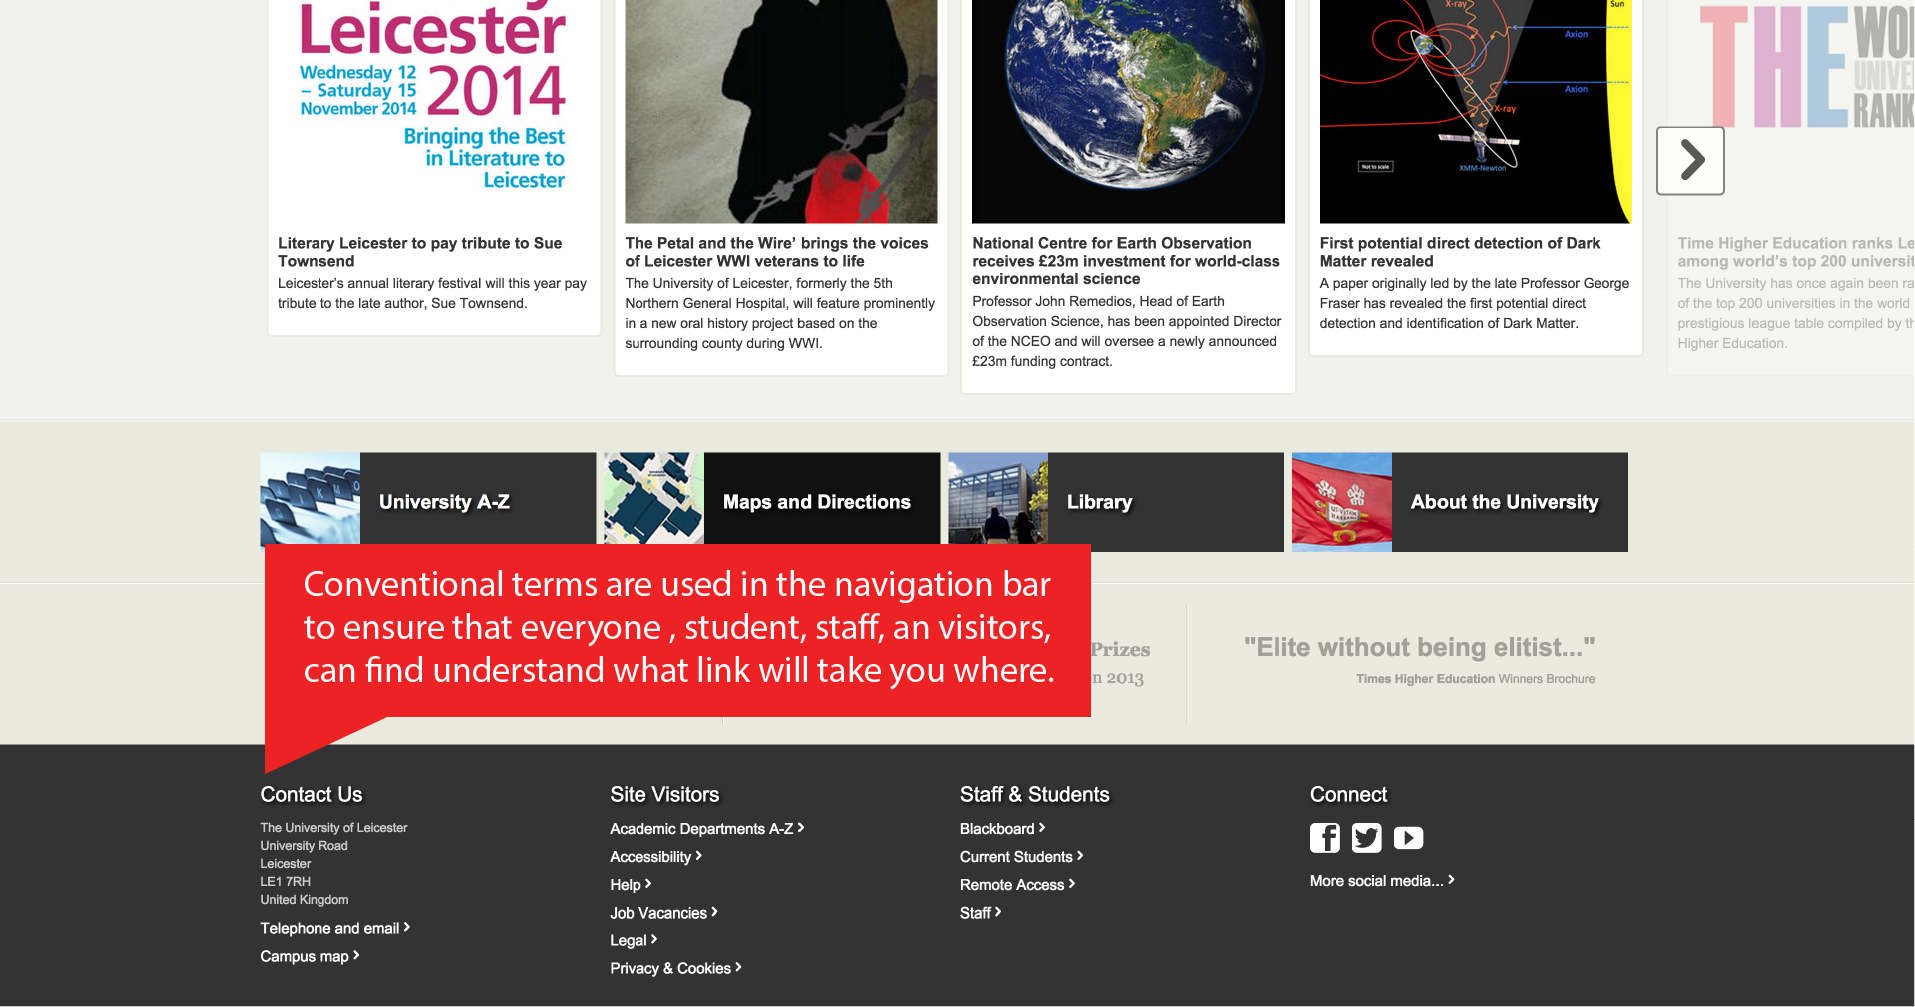 Leicester
Wednesday 12
– Saturday 15
November 2014
2014
Bringing the Best
in Literature to
Leicester
Literary Leicester to pay tribute to Sue
Townsend
Leicester's annual literary festival will this year pay
tribute to the late author, Sue Townsend.
The Petal and the Wire’ brings the voices
of Leicester WWI veterans to life
The University of Leicester, formerly the 5th
Northern General Hospital, will feature prominently
in a new oral history project based on the
surrounding county during WWI.
National Centre for Earth Observation
receives £23m investment for world-class
environmental science
Professor John Remedios, Head of Earth
Observation Science, has been appointed Director
of the NCEO and will oversee a newly announced
£23m funding contract.
X-ray
Sun
Axion
Axion
X-ray
Not to scale
XMM-Newton
First potential direct detection of Dark
Matter revealed
A paper originally led by the late Professor George
Fraser has revealed the first potential direct
detection and identification of Dark Matter.
THE
WO
UNIVE
RANK
Time Higher Education ranks Le
among world's top 200 universit
The University has once again been ra
of the top 200 universities in the world
prestigious league table compiled by th
Higher Education.
University A-Z
Maps and Directions
Library
About the University
Conventional terms are used in the navigation bar
to ensure that everyone , student, staff, an visitors,
can find understand what link will take you where.
Prizes
n 2013
"Elite without being elitist..."
Times Higher Education Winners Brochure
Contact Us
The University of Leicester
University Road
Leicester
LE1 7RH
United Kingdom
Telephone and email
Campus map
Site Visitors
Academic Departments A-Z
Accessibility
Help
Job Vacancies
Legal
Privacy & Cookies
Staff & Students
Blackboard
Current Students
Remote Access
Staff
Connect
More social media...